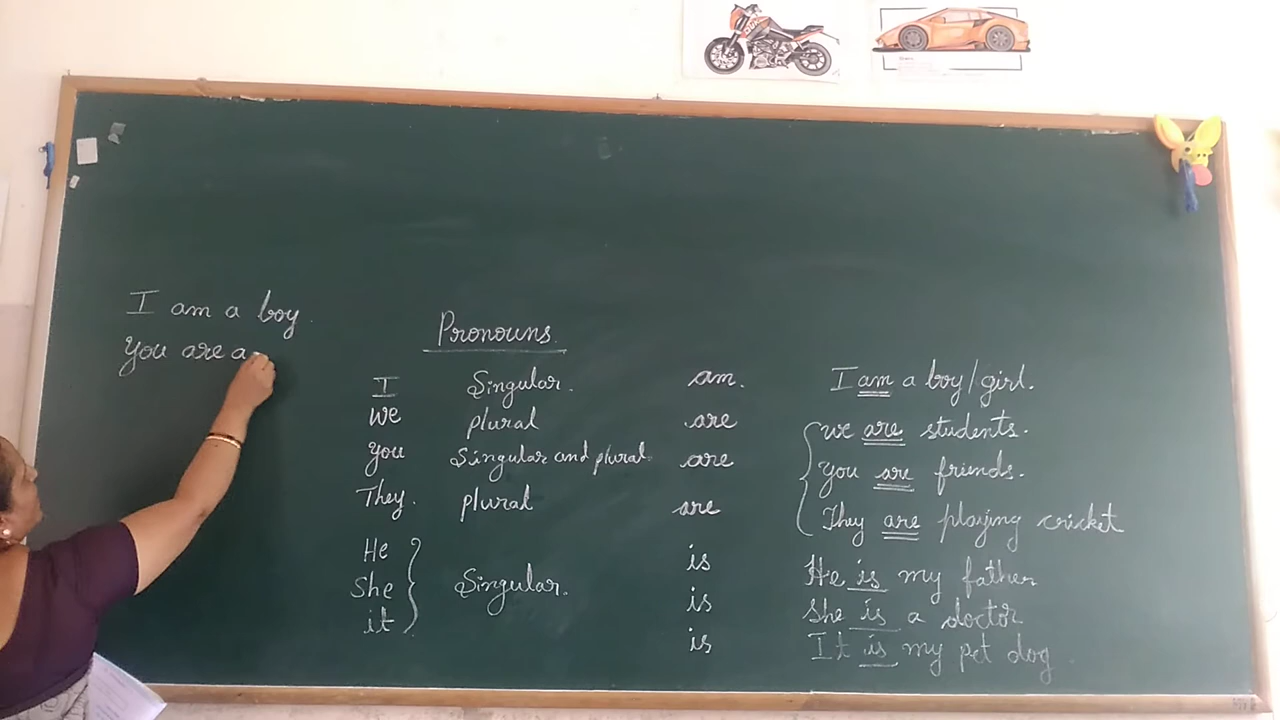 I am a boy.
You are a
Pronouns.
I Singular. am. I am a boy/girl.
we plural are we are students.
you Singular and plural. are you are friends.
They. plural are They are playing cricket
He is He is my father
She Singular. is She is a doctor
it is It is my pet dog.